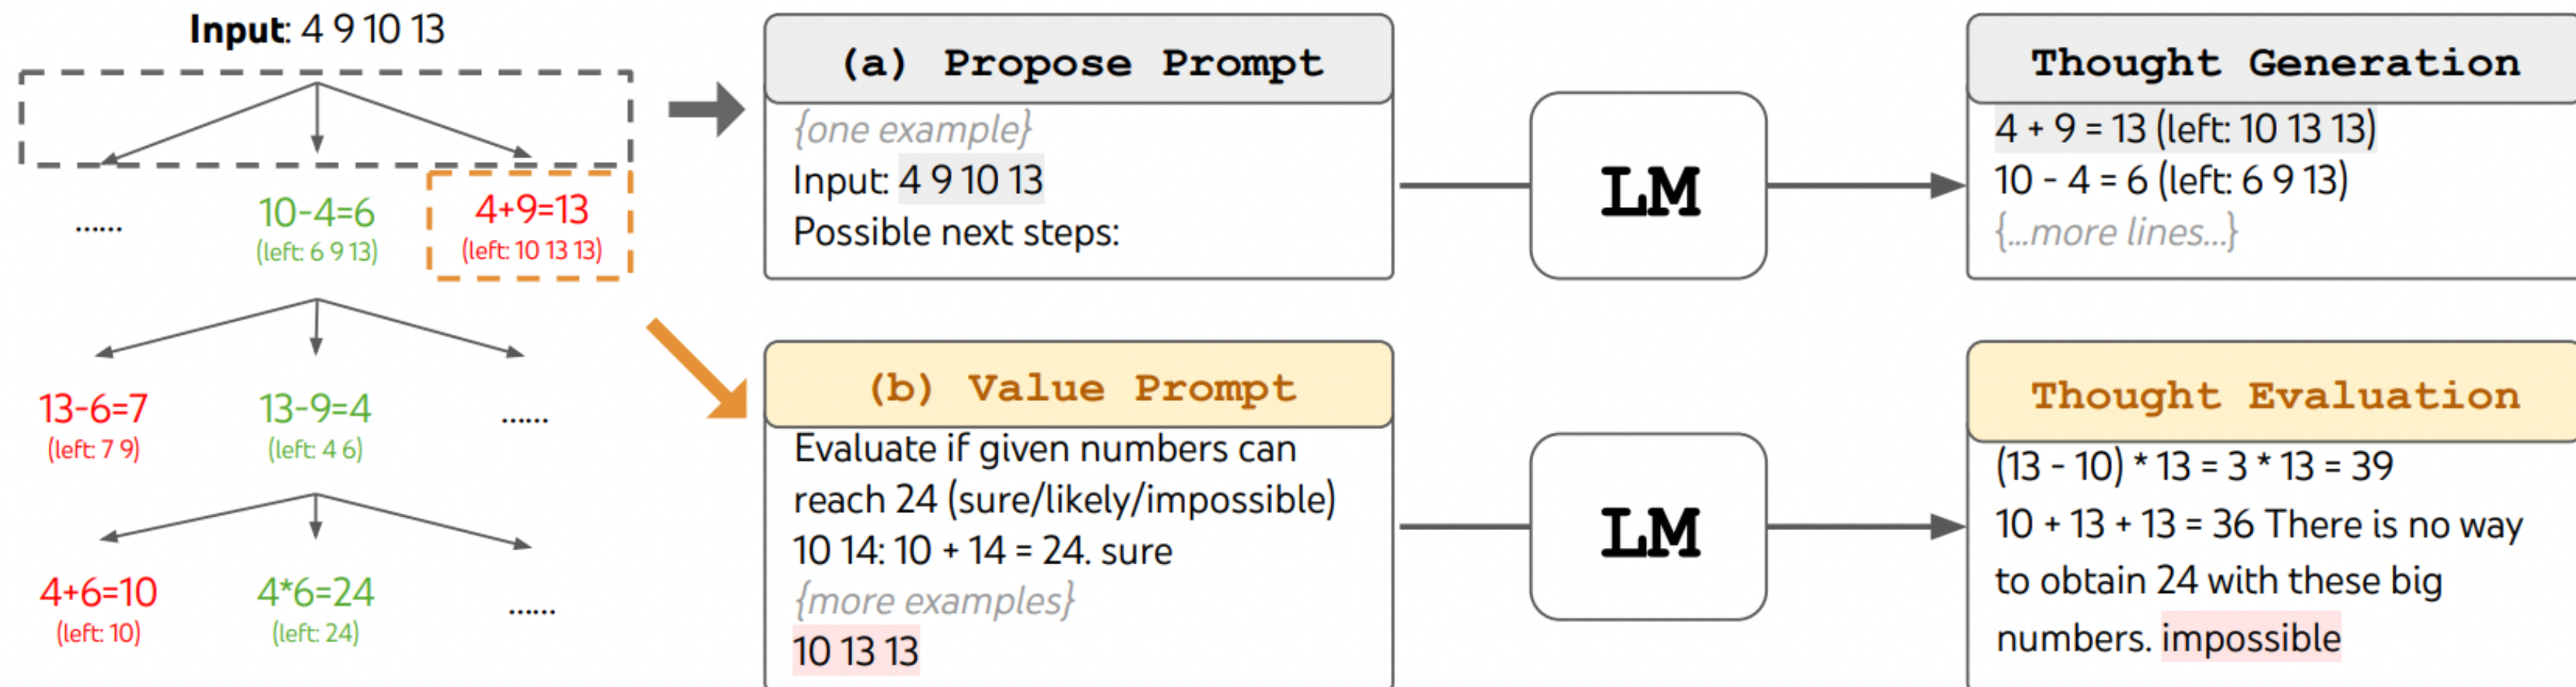 Input: 4 9 10 13
......
10-4=6
(left: 6 9 13)
4+9=13
(left: 10 13 13)
13-6=7
(left: 7 9)
13-9=4
(left: 4 6)
......
4+6=10
(left: 10)
4*6=24
(left: 24)
......
(a) Propose Prompt
{one example}
Input: 4 9 10 13
Possible next steps:
LM
Thought Generation
4 + 9 = 13 (left: 10 13 13)
10 - 4 = 6 (left: 6 9 13)
{...more lines...}
(b) Value Prompt
Evaluate if given numbers can
reach 24 (sure/likely/impossible)
10 14: 10 + 14 = 24. sure
{more examples}
10 13 13
LM
Thought Evaluation
(13 - 10) * 13 = 3 * 13 = 39
10 + 13 + 13 = 36 There is no way
to obtain 24 with these big
numbers. impossible